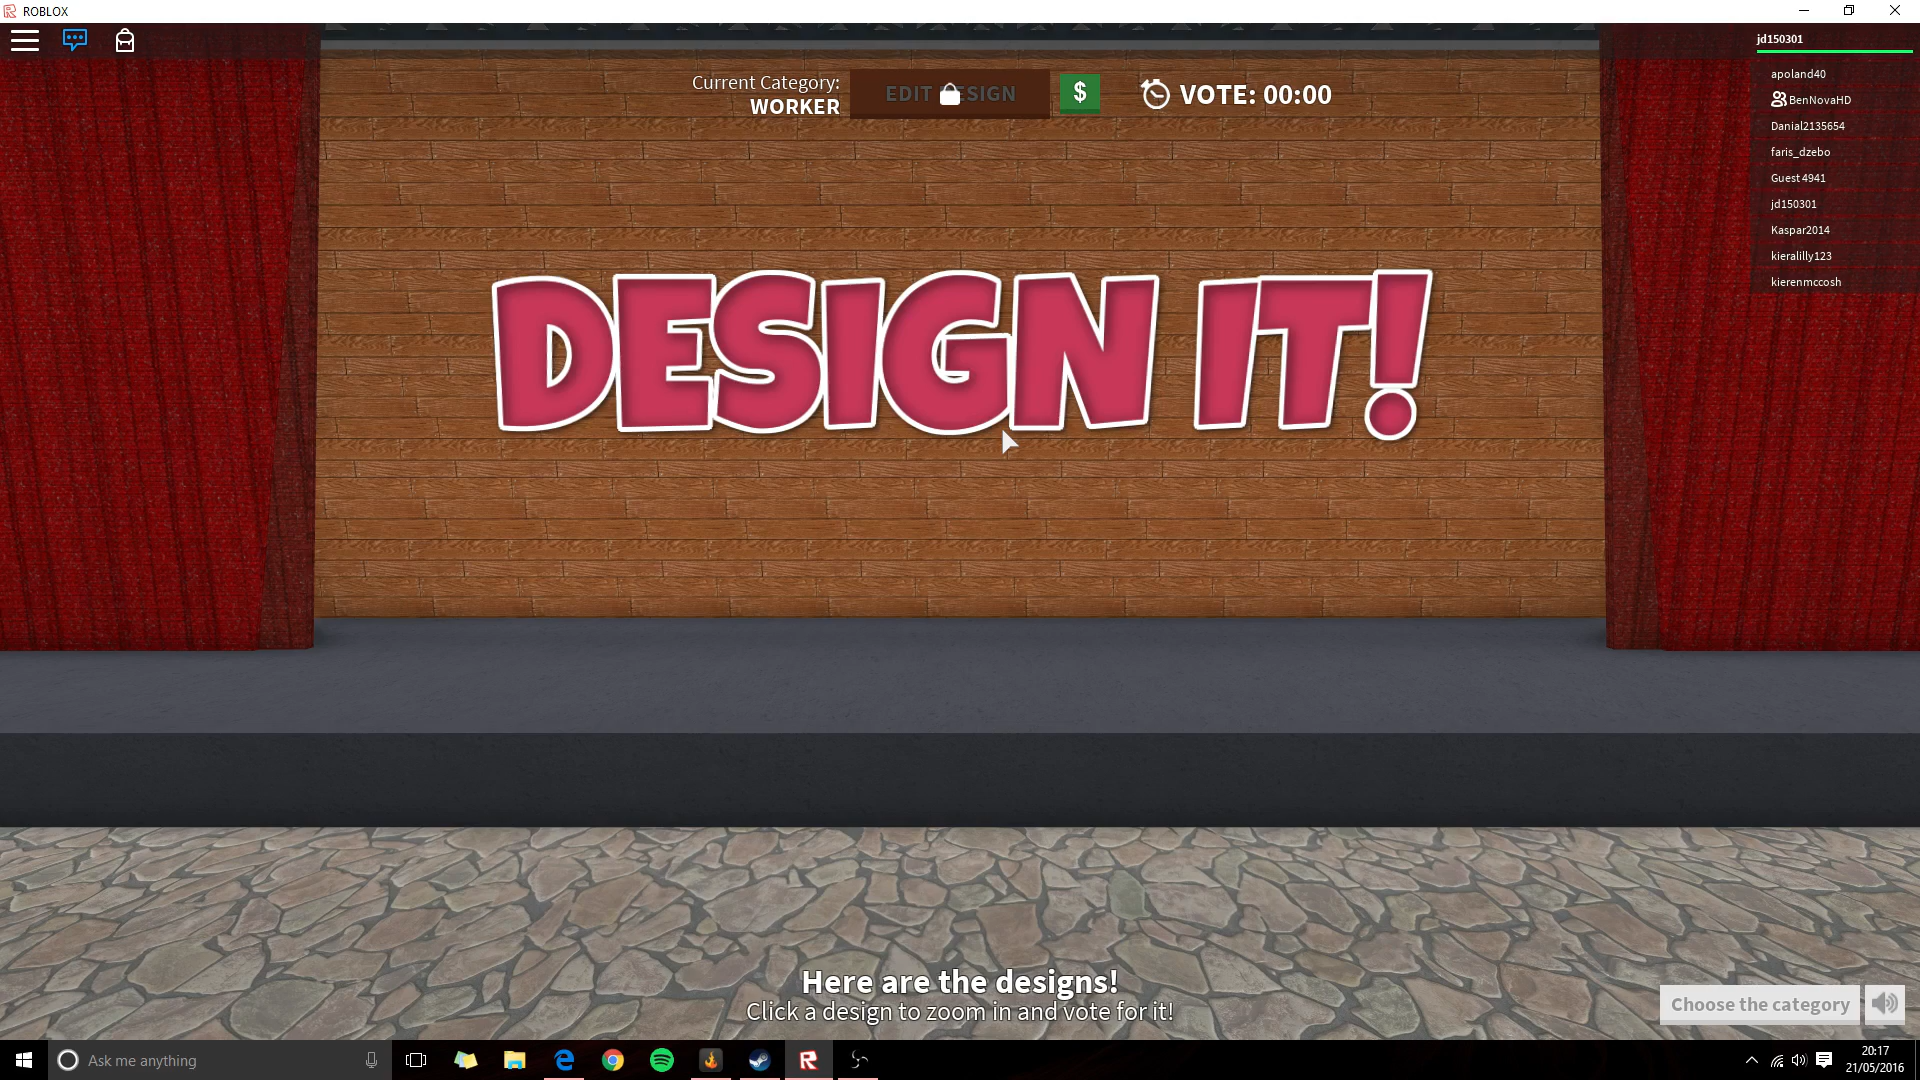 ROBLOX
jd150301
Current Category:
WORKER
EDIT DESIGN
$
VOTE: 00:00
apoland40
BenNovaHD
Danial2135654
faris_dzebo
Guest 4941
jd150301
Kaspar2014
kieralilly123
kierenmccosh
DESIGN IT!
Here are the designs!
Click a design to zoom in and vote for it!
Choose the category
Ask me anything
20:17
21/05/2016